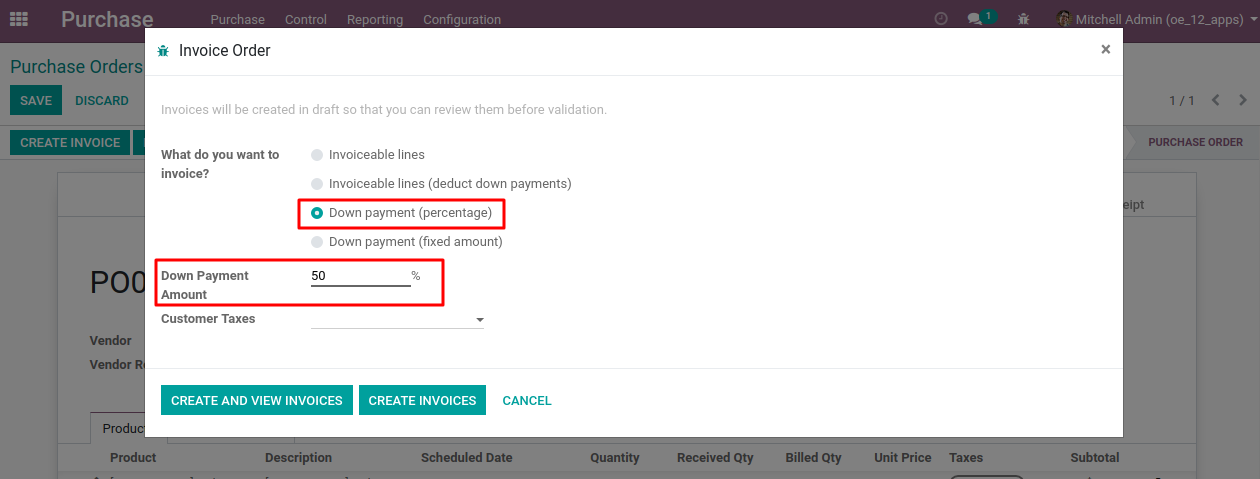 Purchase Purchase Control Reporting Configuration 1 Mitchell Admin (oe_12_apps)
Invoice Order ×
Purchase Orders
SAVE DISCARD 1 / 1
Invoices will be created in draft so that you can review them before validation.
CREATE INVOICE PURCHASE ORDER
What do you want to
invoice?
Invoiceable lines
Invoiceable lines (deduct down payments)
Down payment (percentage)
Down payment (fixed amount)
Down Payment
Amount
50 %
Customer Taxes
PO0
Vendor
Vendor Re
CREATE AND VIEW INVOICES CREATE INVOICES CANCEL
Product
Product Description Scheduled Date Quantity Received Qty Billed Qty Unit Price Taxes Subtotal